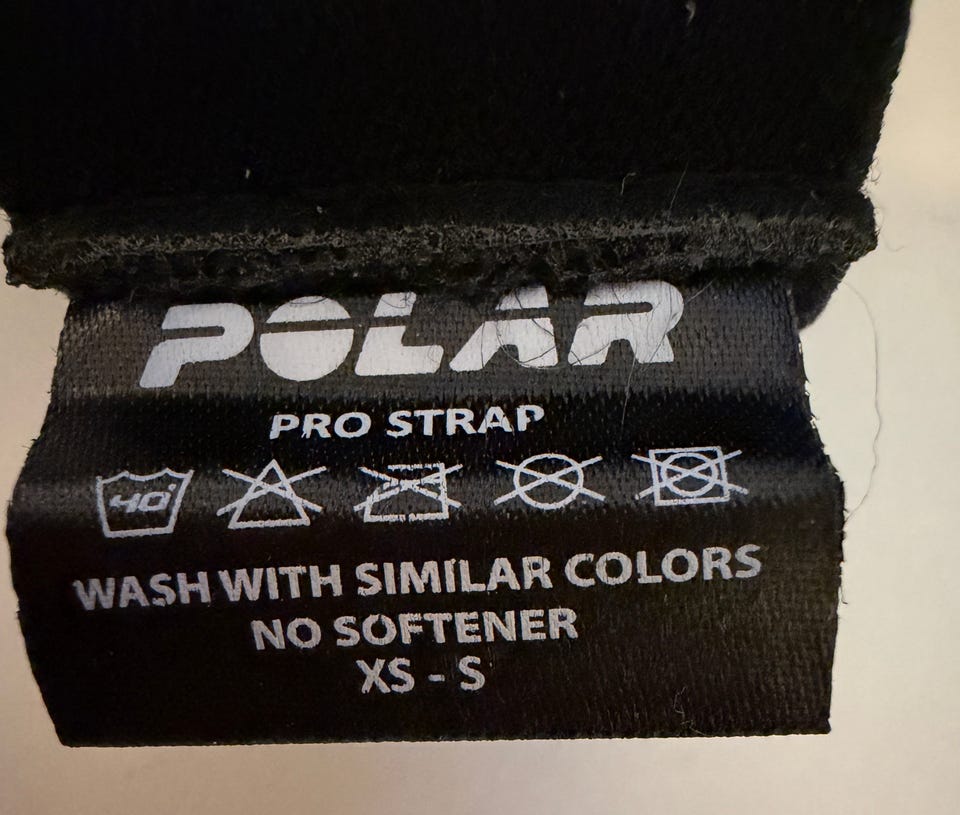 POLAR
PRO STRAP
40°
WASH WITH SIMILAR COLORS
NO SOFTENER
XS - S